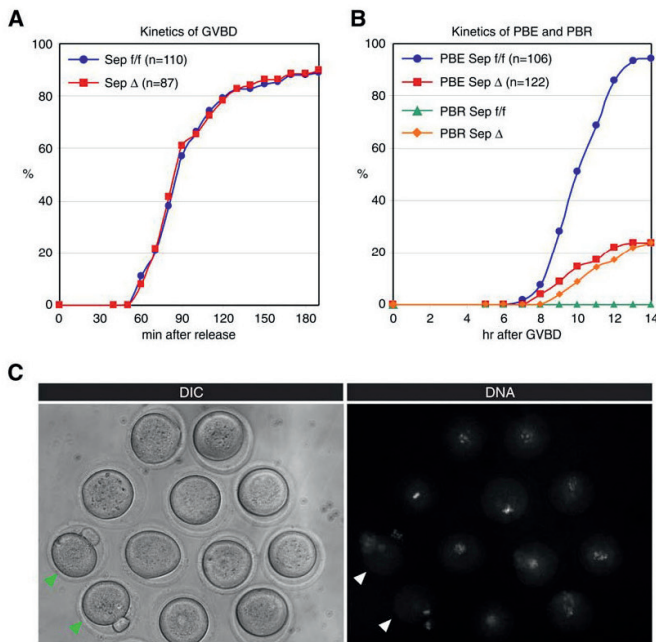 A
Kinetics of GVBD
100
80
60
%
40
20
0
Sep f/f (n=110)
Sep Δ (n=87)
0 30 60 90 120 150 180
min after release
B
Kinetics of PBE and PBR
100
80
60
%
40
20
0
PBE Sep f/f (n=106)
PBE Sep Δ (n=122)
PBR Sep f/f
PBR Sep Δ
0 2 4 6 8 10 12 14
hr after GVBD
C
DIC
DNA